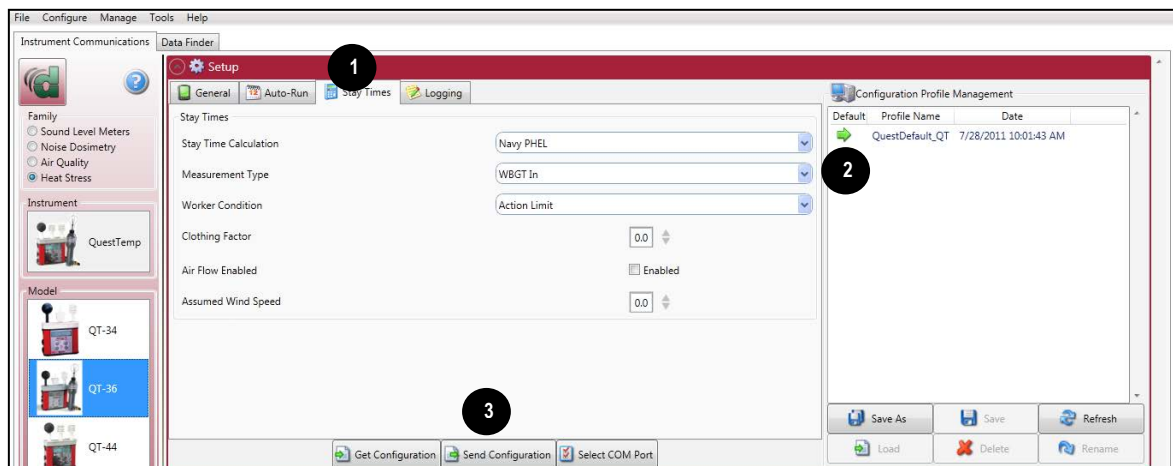 File Configure Manage Tools Help
Instrument Communications Data Finder
Setup
1
General Auto-Run Stay Times Logging
Configuration Profile Management
Family
Sound Level Meters
Noise Dosimetry
Air Quality
Heat Stress
Instrument
QuestTemp
Model
QT-34
QT-36
QT-44
Stay Times
Stay Time Calculation Navy PHEL
Measurement Type WBGT In
Worker Condition Action Limit
Clothing Factor 0.0
Air Flow Enabled Enabled
Assumed Wind Speed 0.0
Default Profile Name Date
QuestDefault_QT 7/28/2011 10:01:43 AM
2
3
Get Configuration Send Configuration Select COM Port
Save As Save Refresh
Load Delete Rename